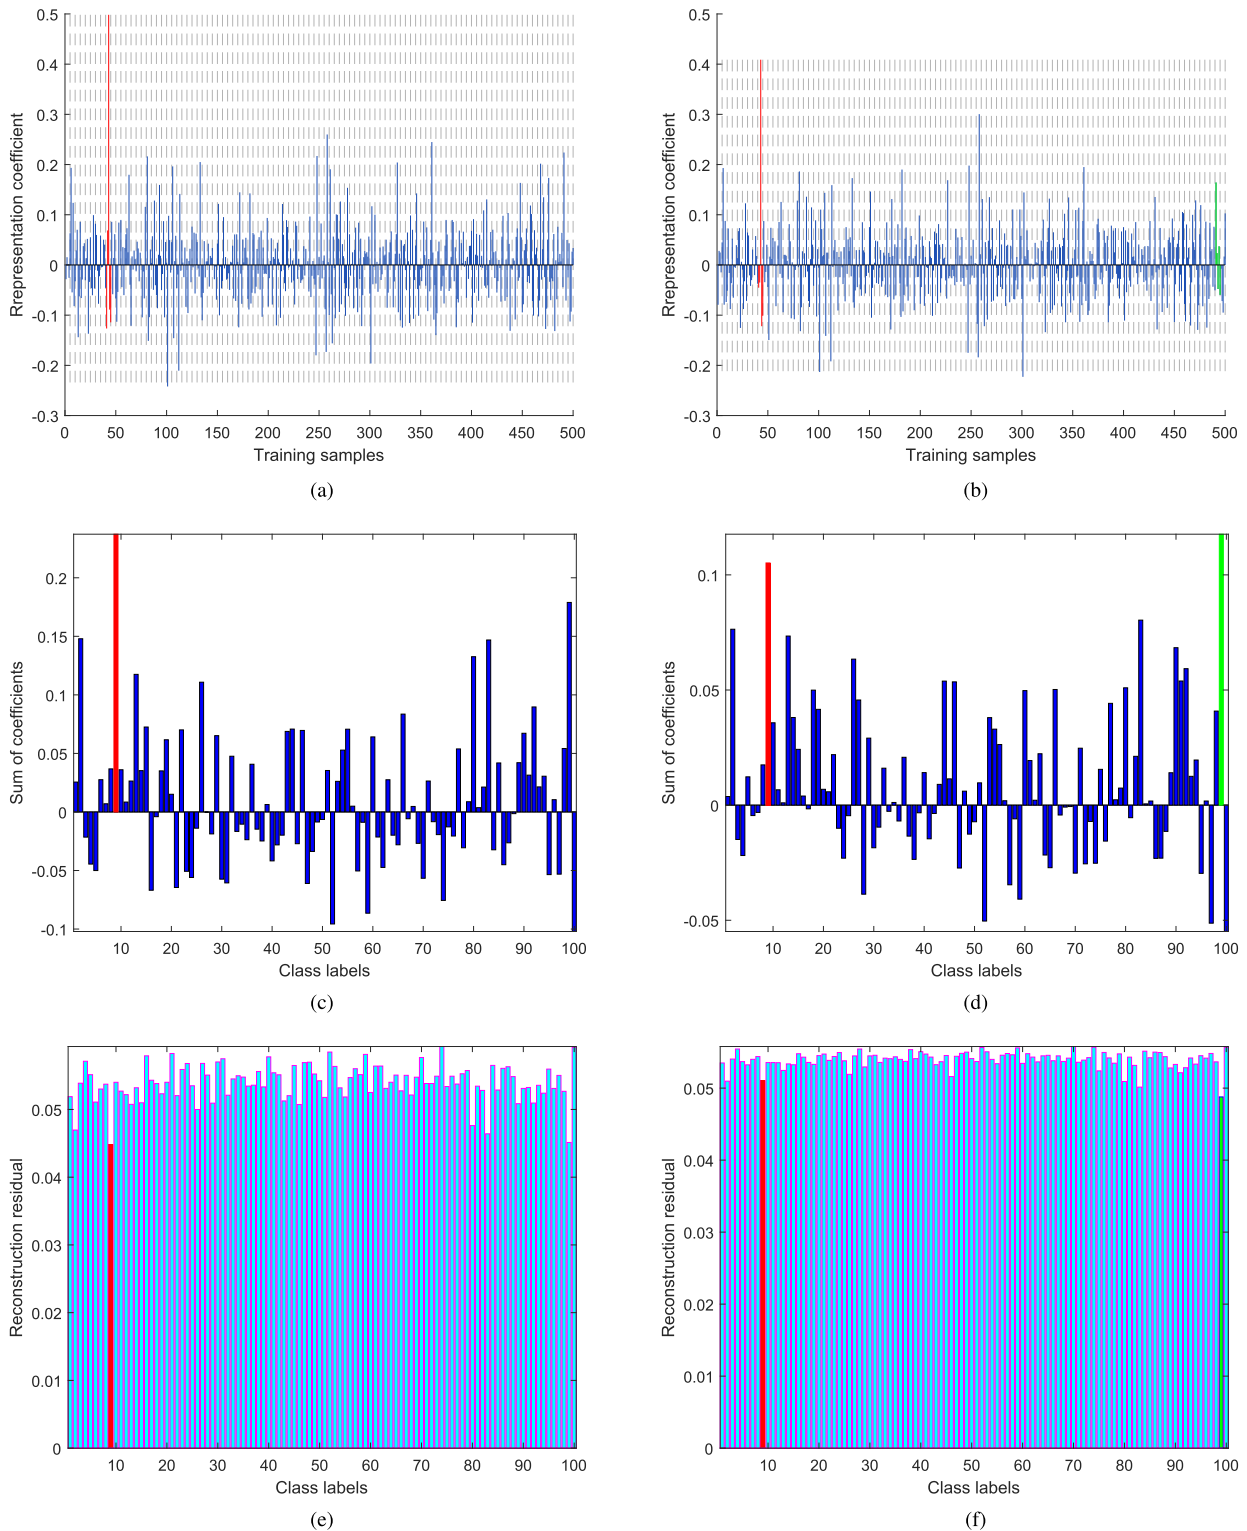 0.5
0.4
0.3
0.2
0.1
0
-0.1
-0.2
-0.3
Rrepresentation coefficient
0 50 100 150 200 250 300 350 400 450 500
Training samples
(a)
0.5
0.4
0.3
0.2
0.1
0
-0.1
-0.2
-0.3
Rrepresentation coefficient
0 50 100 150 200 250 300 350 400 450 500
Training samples
(b)
0.2
0.15
0.1
0.05
0
-0.05
-0.1
Sum of coefficients
10 20 30 40 50 60 70 80 90 100
Class labels
(c)
0.1
0.05
0
-0.05
Sum of coefficients
10 20 30 40 50 60 70 80 90 100
Class labels
(d)
0.05
0.04
0.03
0.02
0.01
0
Reconstruction residual
10 20 30 40 50 60 70 80 90 100
Class labels
(e)
0.05
0.04
0.03
0.02
0.01
0
Reconstruction residual
10 20 30 40 50 60 70 80 90 100
Class labels
(f)